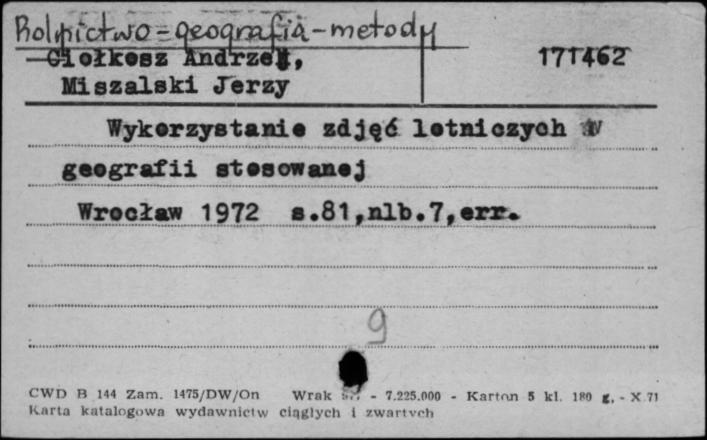 Rolnictwo-geografia-metody
Ciołkosz Andrzej, 171462
Miszalski Jerzy
Wykorzystanie zdjęć lotniczych w
geografii stosowanej
Wrocław 1972 s.81,nlb.7,err.
9
CWD B 144 Zam. 1475/DW/On Wrak - 7.225.000 - Karton 5 kl. 180 g. - X.71
Karta katalogowa wydawnictw ciągłych i zwartych